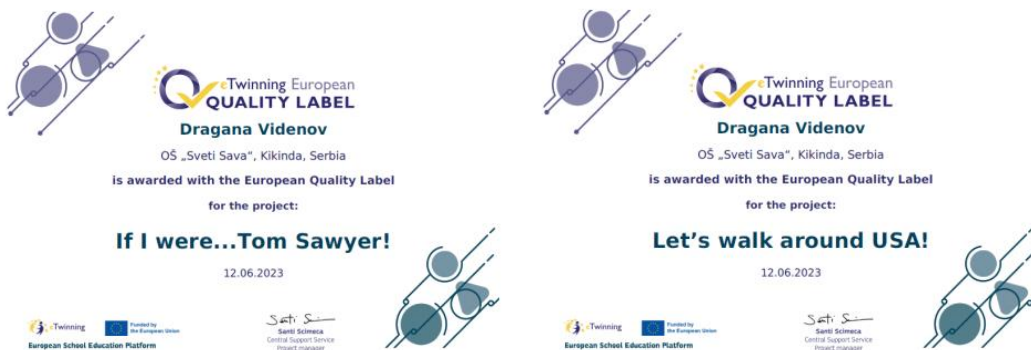 eTwinning European
QUALITY LABEL
Dragana Videnov
OŠ „Sveti Sava“, Kikinda, Serbia
is awarded with the European Quality Label
for the project:
If I were...Tom Sawyer!
12.06.2023
eTwinning
Funded by
the European Union
European School Education Platform
Santi Scimeca
Central Support Service
Project manager
eTwinning European
QUALITY LABEL
Dragana Videnov
OŠ „Sveti Sava“, Kikinda, Serbia
is awarded with the European Quality Label
for the project:
Let’s walk around USA!
12.06.2023
eTwinning
Funded by
the European Union
European School Education Platform
Santi Scimeca
Central Support Service
Project manager